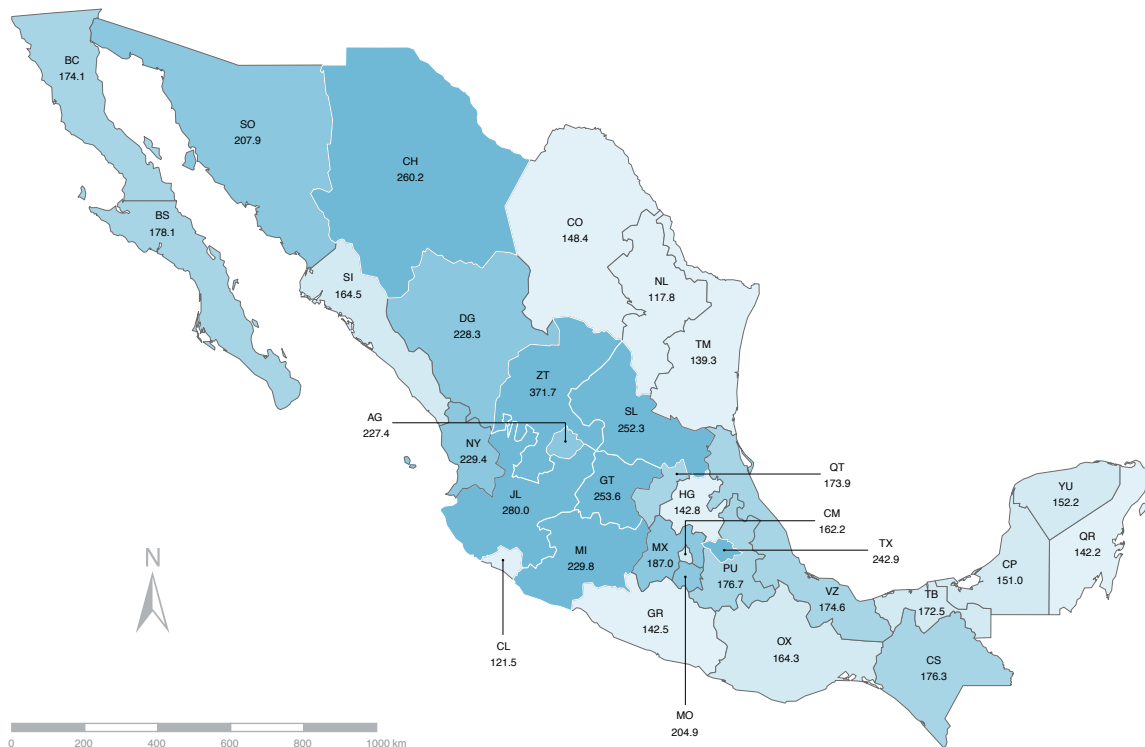 BC
174.1
SO
207.9
CH
260.2
BS
178.1
CO
148.4
SI
164.5
NL
117.8
DG
228.3
TM
139.3
ZT
371.7
AG
227.4
SL
252.3
NY
229.4
QT
173.9
JL
280.0
GT
253.6
HG
142.8
YU
152.2
CM
162.2
QR
142.2
MI
229.8
MX
187.0
TX
242.9
PU
176.7
CP
151.0
N
VZ
174.6
TB
172.5
GR
142.5
OX
164.3
CL
121.5
CS
176.3
MO
204.9
0 200 400 600 800 1000 km